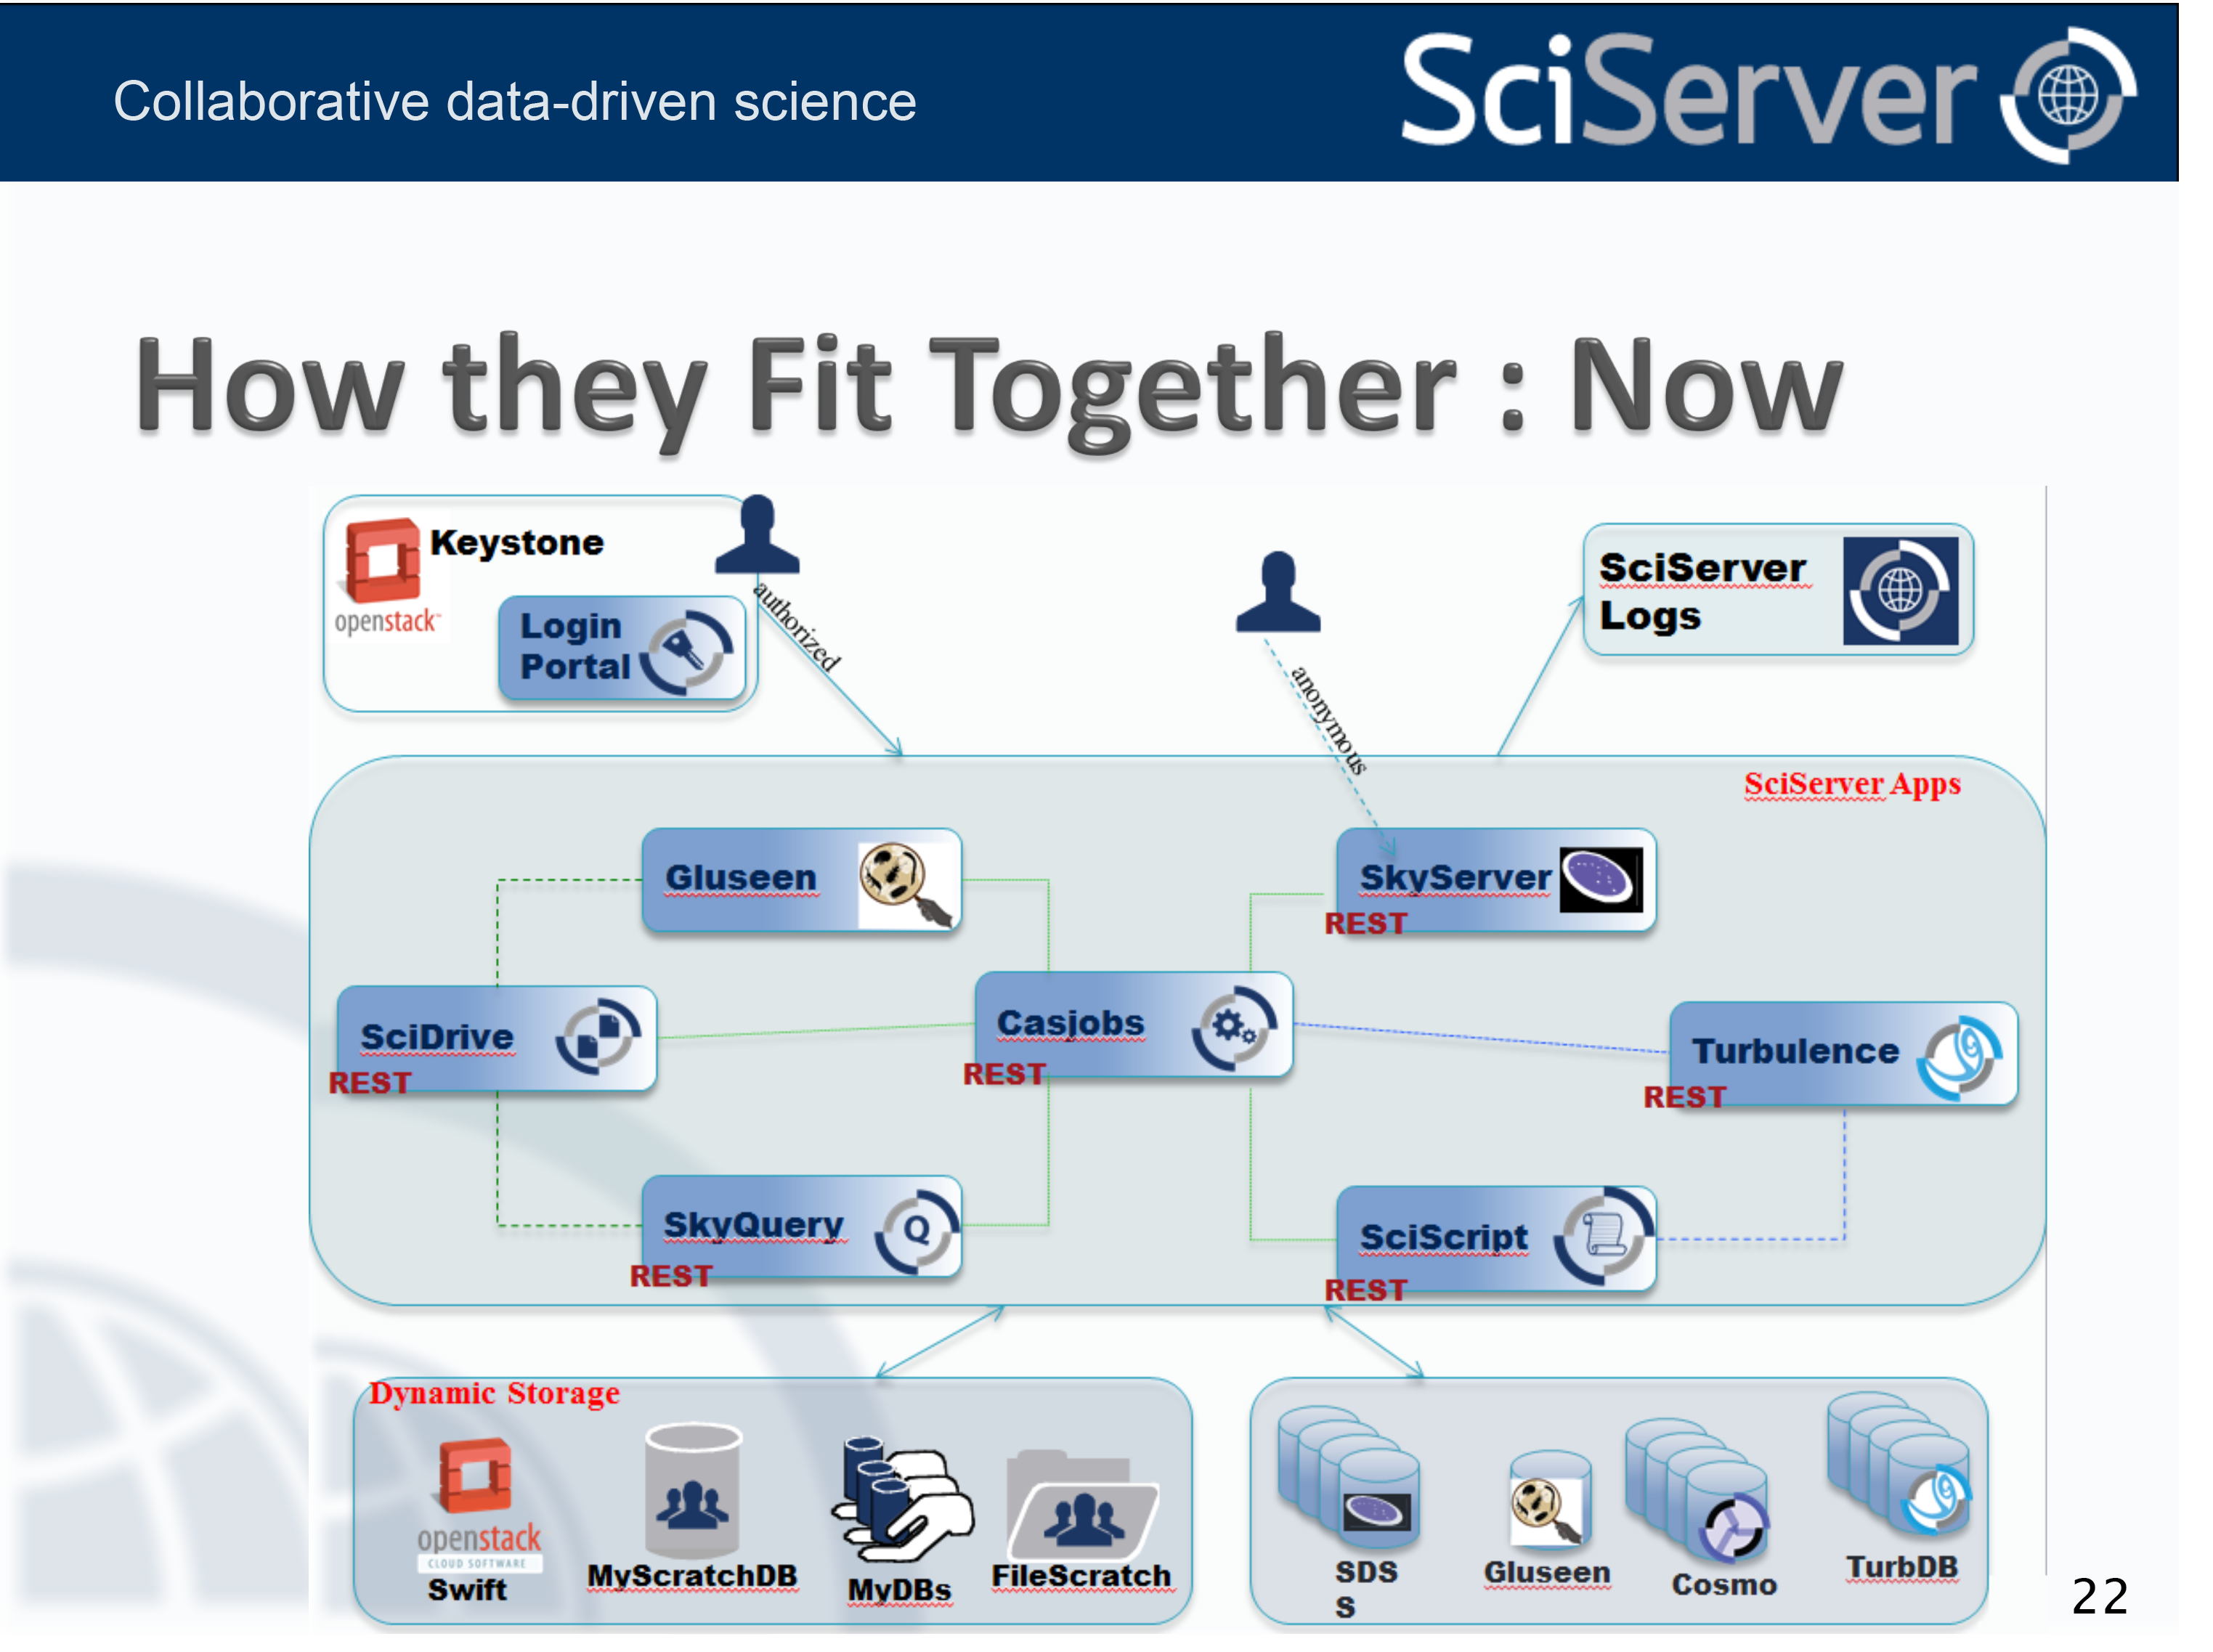 Collaborative data-driven science
SciServer
How they Fit Together : Now
openstack
Keystone
Login
Portal
authorized
anonymous
SciServer
Logs
SciServer Apps
Gluseen
SkyServer
REST
SciDrive
REST
Casjobs
REST
Turbulence
REST
SkyQuery
Q
REST
SciScript
REST
Dynamic Storage
openstack
CLOUD SOFTWARE
Swift
MyScratchDB
MyDBs
FileScratch
SDS
S
Gluseen
Cosmo
TurbDB
22